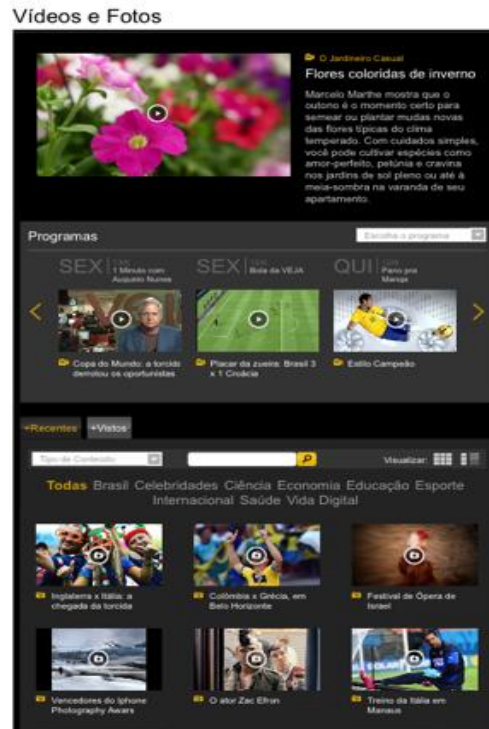 Vídeos e Fotos
O Jardineiro Casual
Flores coloridas de inverno
Marcelo Marthe mostra que o
outono é o momento certo para
semear ou plantar mudas novas
das flores típicas do clima
temperado. Com cuidados simples,
você pode cultivar espécies como
amor-perfeito, petúnia e cravina
nos jardins de sol pleno ou até à
meia-sombra na varanda de seu
apartamento.
Programas
Escolha o programa
SEX 1 Minuto com
Augusto Nunes
SEX Bola da VEJA
QUI Pano pra
Manga
Copa do Mundo: a torcida
derrotou os oportunistas
Placar da zueira: Brasil 3
x 1 Croácia
Estilo Campeão
+Recentes +Vistos
Tipo de Conteúdo
Visualizar:
Todas Brasil Celebridades Ciência Economia Educação Esporte
Internacional Saúde Vida Digital
Inglaterra x Itália: a
chegada da torcida
Colômbia x Grécia, em
Belo Horizonte
Festival de Ópera de
Israel
Vencedores do Iphone
Photography Awars
O ator Zac Efron
Treino da Itália em
Manaus